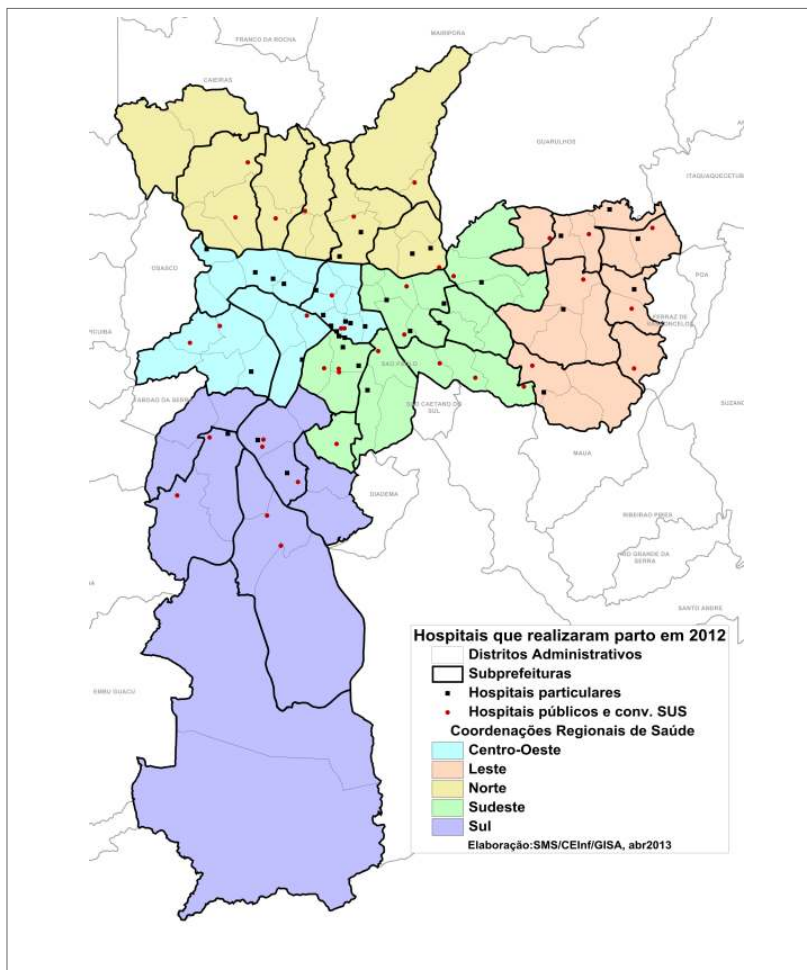 FRANCO DA ROCHA
MAIRIPORA
CAIEIRAS
GUARULHOS
ITAQUAQUECETUB
OSASCO
POA
FERRAZ DE VASCONCELOS
SAO PAULO
TABOAO DA SERRA
SAO CAETANO DO SUL
SUZANO
MAUA
DIADEMA
RIBEIRAO PIRES
RIO GRANDE DA SERRA
SANTO ANDRE
EMBU GUACU
Hospitais que realizaram parto em 2012
Distritos Administrativos
Subprefeituras
Hospitais particulares
Hospitais públicos e conv. SUS
Coordenações Regionais de Saúde
Centro-Oeste
Leste
Norte
Sudeste
Sul
Elaboração:SMS/CEInf/GISA, abr2013